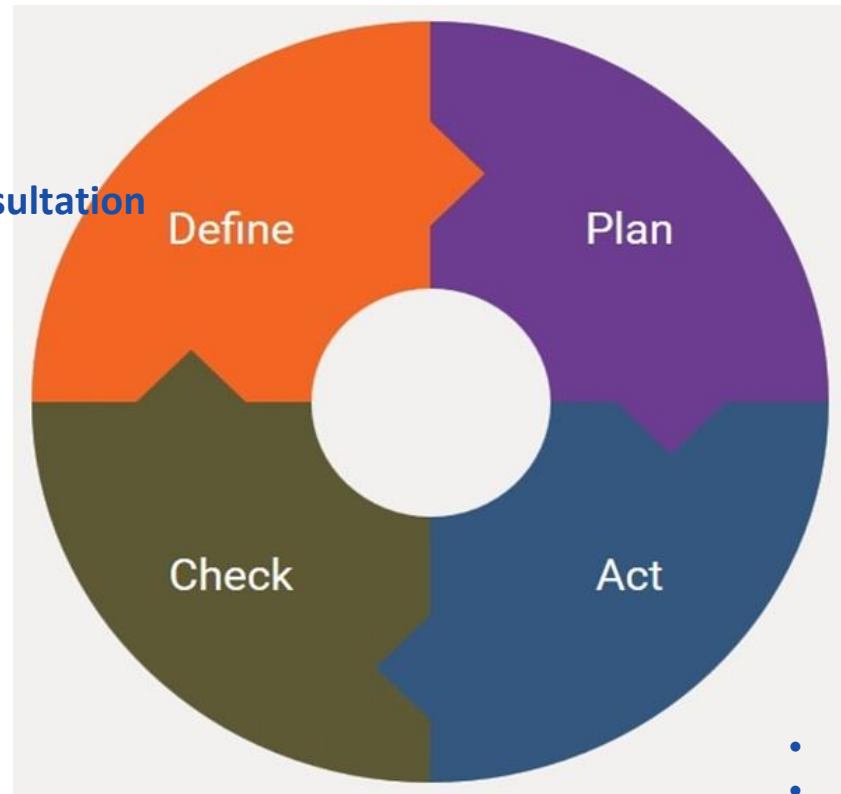 sultation
Define
Plan
Check
Act
•
•